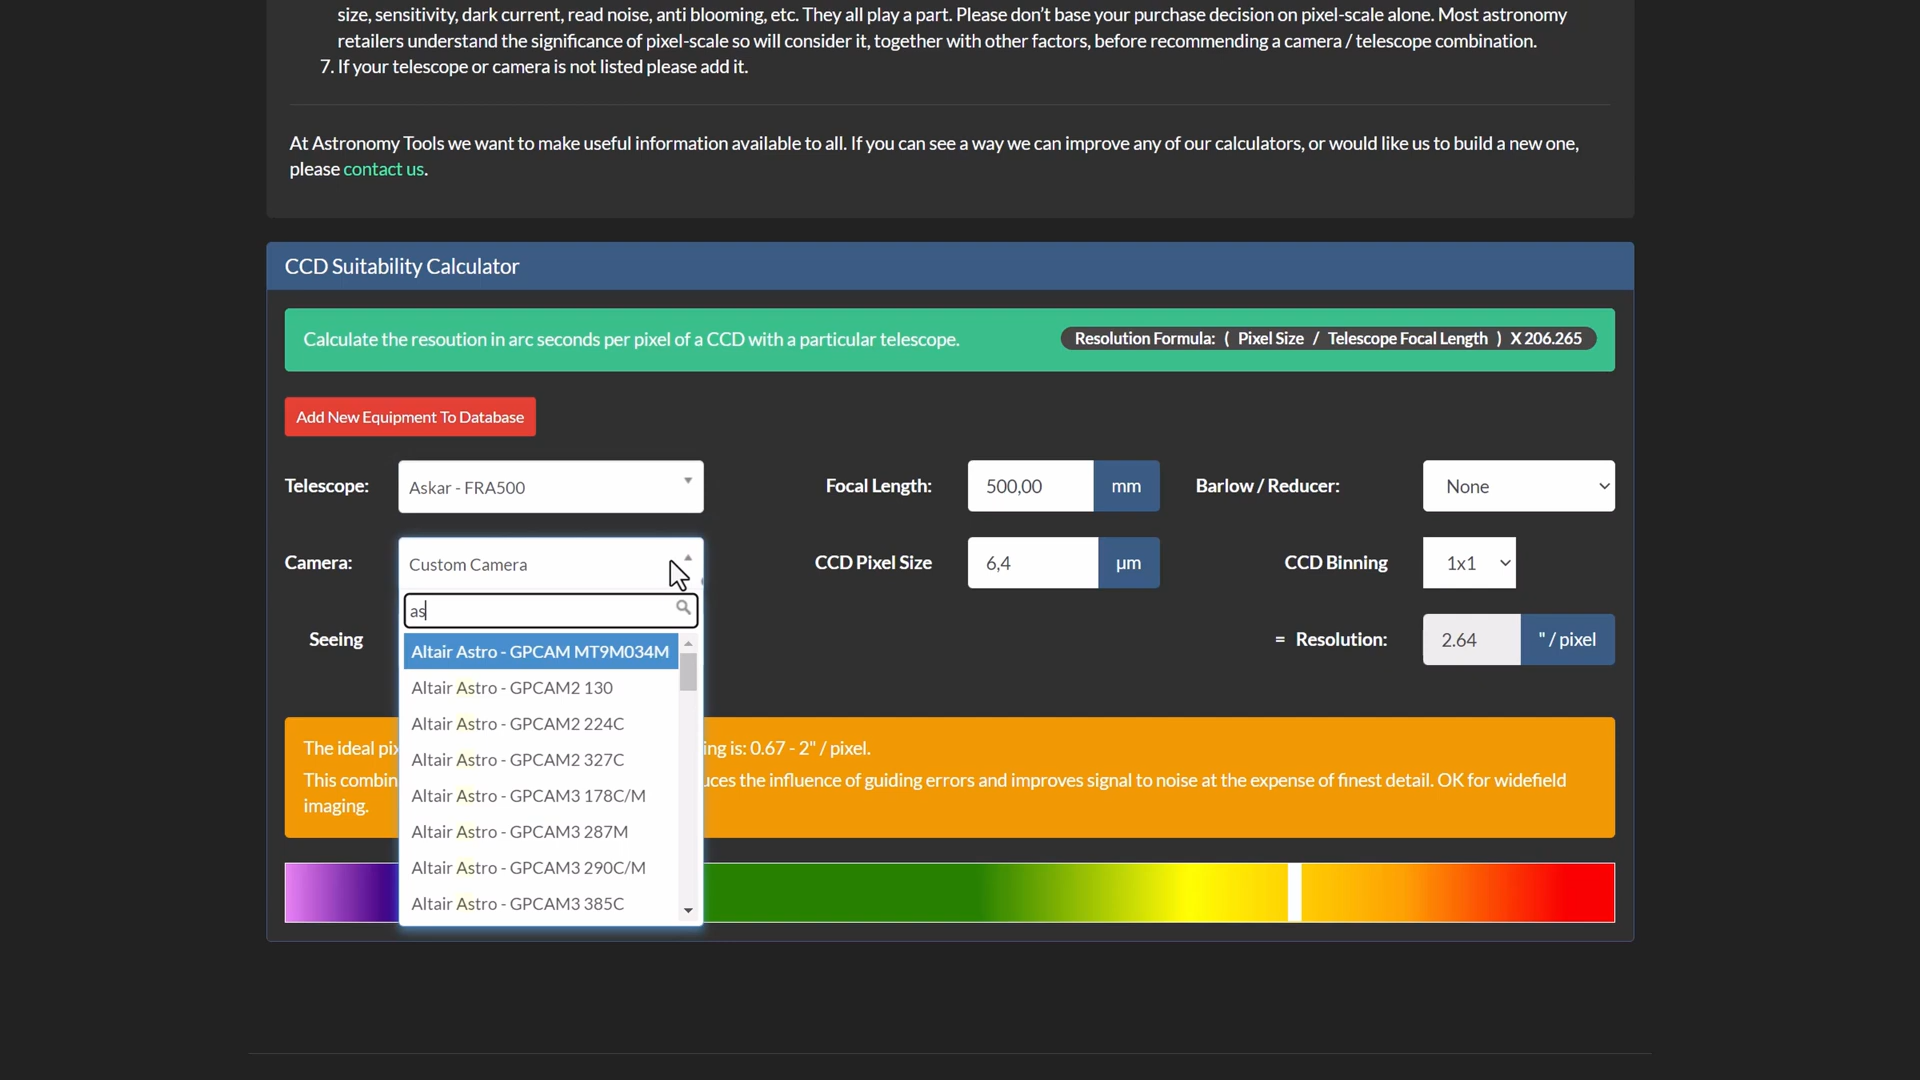 size, sensitivity, dark current, read noise, anti blooming, etc. They all play a part. Please don't base your purchase decision on pixel-scale alone. Most astronomy
retailers understand the significance of pixel-scale so will consider it, together with other factors, before recommending a camera / telescope combination.
7. If your telescope or camera is not listed please add it.
At Astronomy Tools we want to make useful information available to all. If you can see a way we can improve any of our calculators, or would like us to build a new one,
please contact us.
CCD Suitability Calculator
Calculate the resoution in arc seconds per pixel of a CCD with a particular telescope. Resolution Formula: ( Pixel Size / Telescope Focal Length ) X 206.265
Add New Equipment To Database
Telescope: Askar - FRA500 Focal Length: 500,00 mm Barlow / Reducer: None
Camera: Custom Camera CCD Pixel Size 6,4 µm CCD Binning 1x1
as
Seeing = Resolution: 2.64 " / pixel
Altair Astro - GPCAM MT9M034M
Altair Astro - GPCAM2 130
Altair Astro - GPCAM2 224C
Altair Astro - GPCAM2 327C
Altair Astro - GPCAM3 178C/M
Altair Astro - GPCAM3 287M
Altair Astro - GPCAM3 290C/M
Altair Astro - GPCAM3 385C
The ideal is: 0.67 - 2" / pixel.
This the influence of guiding errors and improves signal to noise at the expense of finest detail. OK for widefield
imaging.